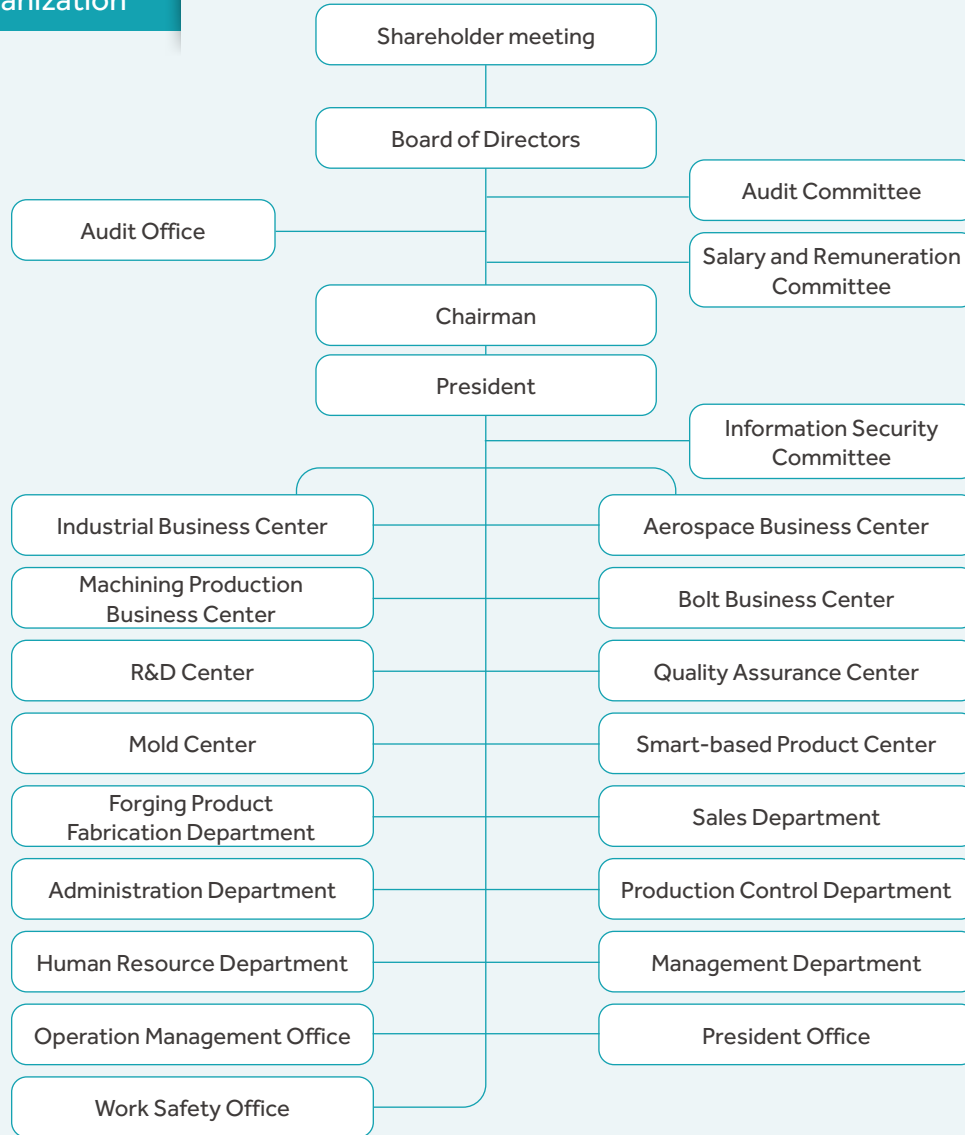 Shareholder meeting
Board of Directors
Audit Committee
Audit Office
Salary and Remuneration
Committee
Chairman
President
Information Security
Committee
Industrial Business Center
Aerospace Business Center
Machining Production
Business Center
Bolt Business Center
R&D Center
Quality Assurance Center
Mold Center
Smart-based Product Center
Forging Product
Fabrication Department
Sales Department
Administration Department
Production Control Department
Human Resource Department
Management Department
Operation Management Office
President Office
Work Safety Office